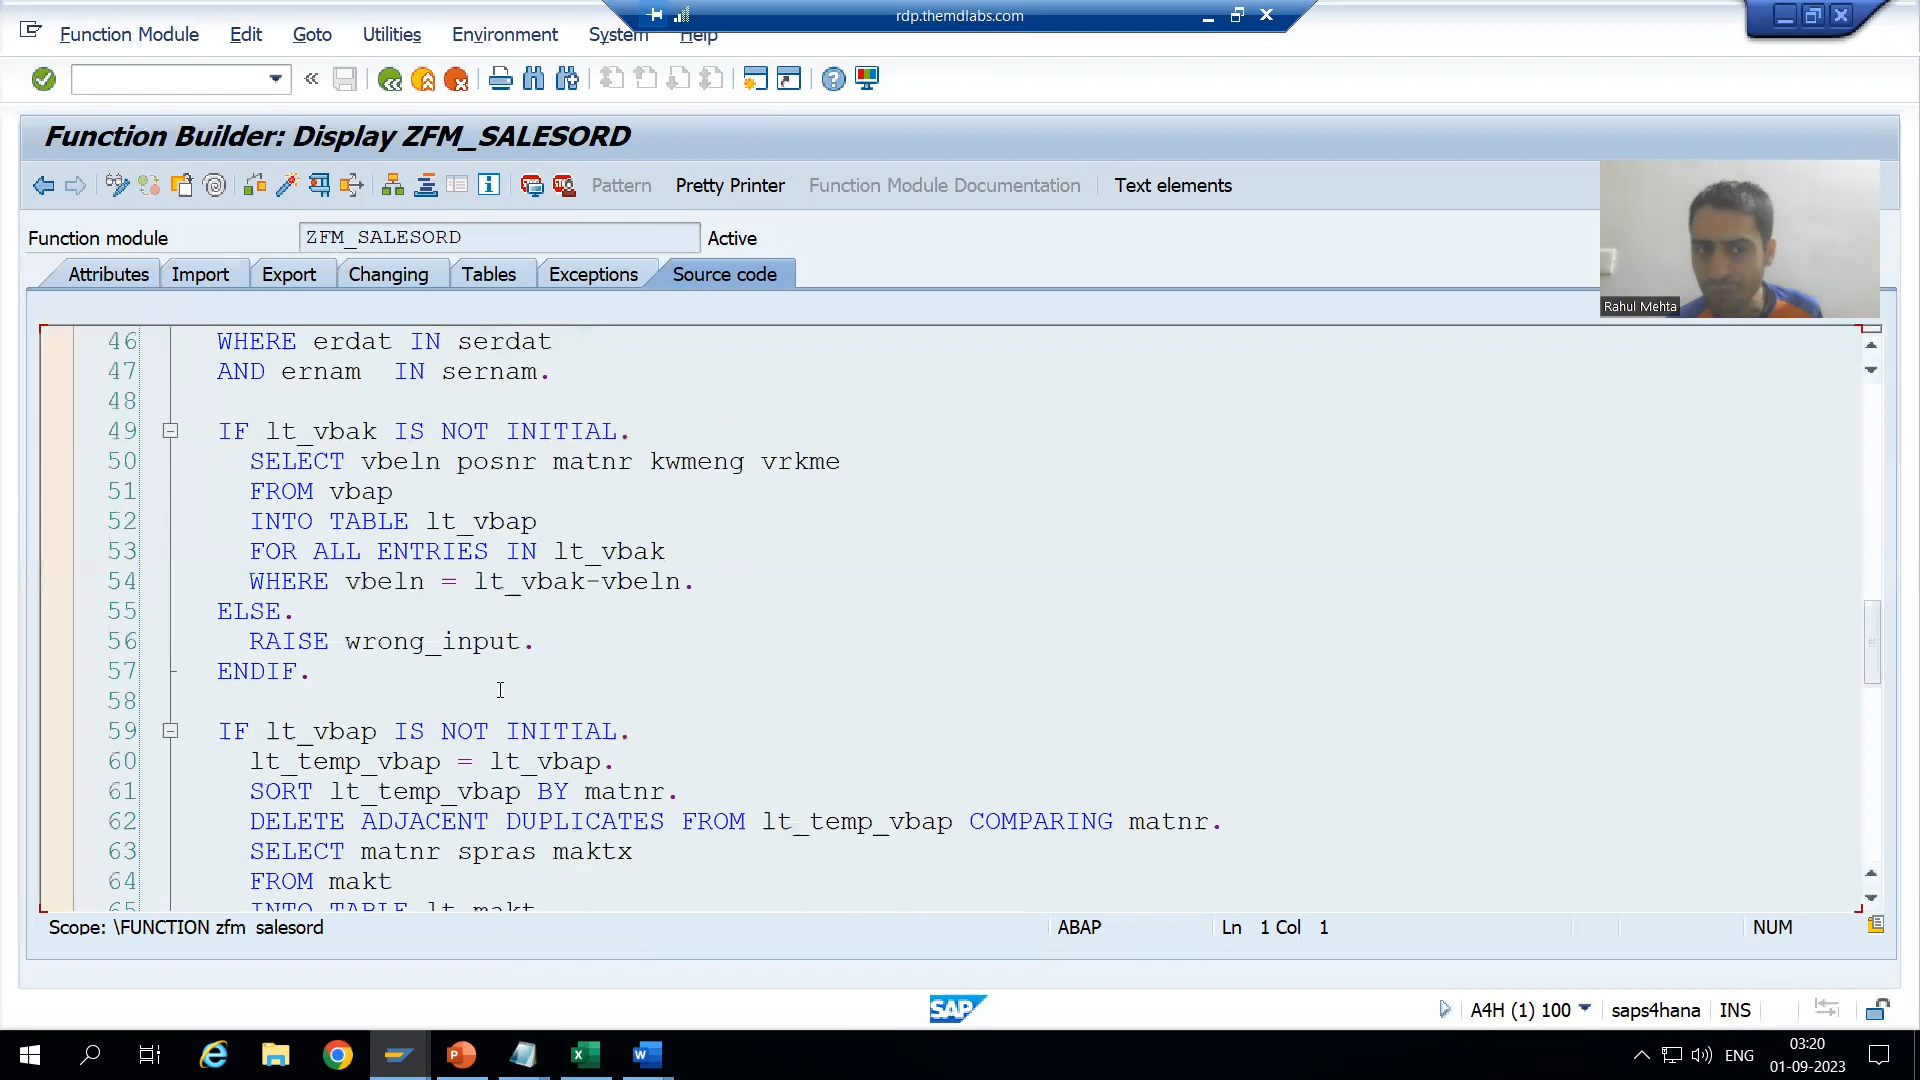 rdp.themdlabs.com
Function Module Edit Goto Utilities Environment System Help
Function Builder: Display ZFM_SALESORD
Pattern Pretty Printer Function Module Documentation Text elements
Function module ZFM_SALESORD Active
Attributes Import Export Changing Tables Exceptions Source code
Rahul Mehta
46 WHERE erdat IN serdat
47 AND ernam IN sernam.
48
49 IF lt_vbak IS NOT INITIAL.
50 SELECT vbeln posnr matnr kwmeng vrkme
51 FROM vbap
52 INTO TABLE lt_vbap
53 FOR ALL ENTRIES IN lt_vbak
54 WHERE vbeln = lt_vbak-vbeln.
55 ELSE.
56 RAISE wrong_input.
57 ENDIF.
58
59 IF lt_vbap IS NOT INITIAL.
60 lt_temp_vbap = lt_vbap.
61 SORT lt_temp_vbap BY matnr.
62 DELETE ADJACENT DUPLICATES FROM lt_temp_vbap COMPARING matnr.
63 SELECT matnr spras maktx
64 FROM makt
65 INTO TABLE lt_makt
Scope: \FUNCTION zfm_salesord ABAP Ln 1 Col 1 NUM
SAP A4H (1) 100 saps4hana INS
ENG 03:20
01-09-2023